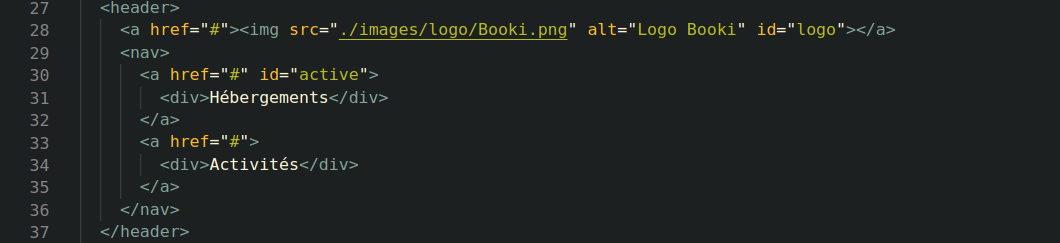 27 <header>
28 <a href="#"><img src="./images/logo/Booki.png" alt="Logo Booki" id="logo"></a>
29 <nav>
30 <a href="#" id="active">
31 <div>Hébergements</div>
32 </a>
33 <a href="#">
34 <div>Activités</div>
35 </a>
36 </nav>
37 </header>